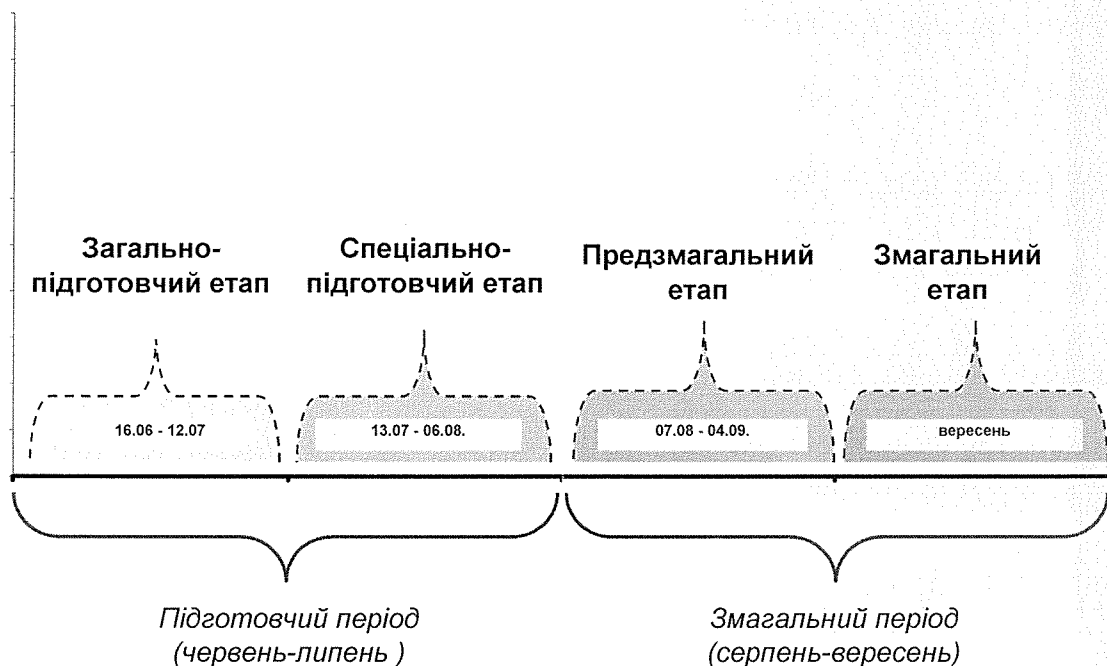 Загально-
підготовчий етап
Спеціально-
підготовчий етап
Предзмагальний
етап
Змагальний
етап
16.06 - 12.07
13.07 - 06.08.
07.08 - 04.09.
вересень
Підготовчий період
(червень-липень )
Змагальний період
(серпень-вересень)